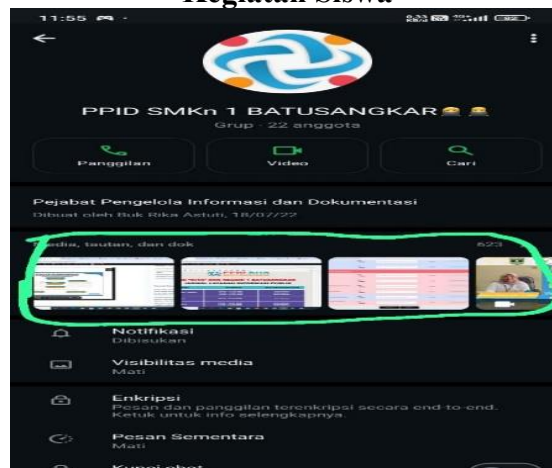 Kegiatan Siswa
11:55
PPID SMKn 1 BATUSANGKAR
Grup · 22 anggota
Panggilan
Video
Cari
Pejabat Pengelola Informasi dan Dokumentasi
Dibuat oleh Buk Rika Astuti, 18/07/22
Media, tautan, dan dok
623
Notifikasi
Dibisukan
Visibilitas media
Mati
Enkripsi
Pesan dan panggilan terenkripsi secara end-to-end.
Ketuk untuk info selengkapnya.
Pesan Sementara
Mati